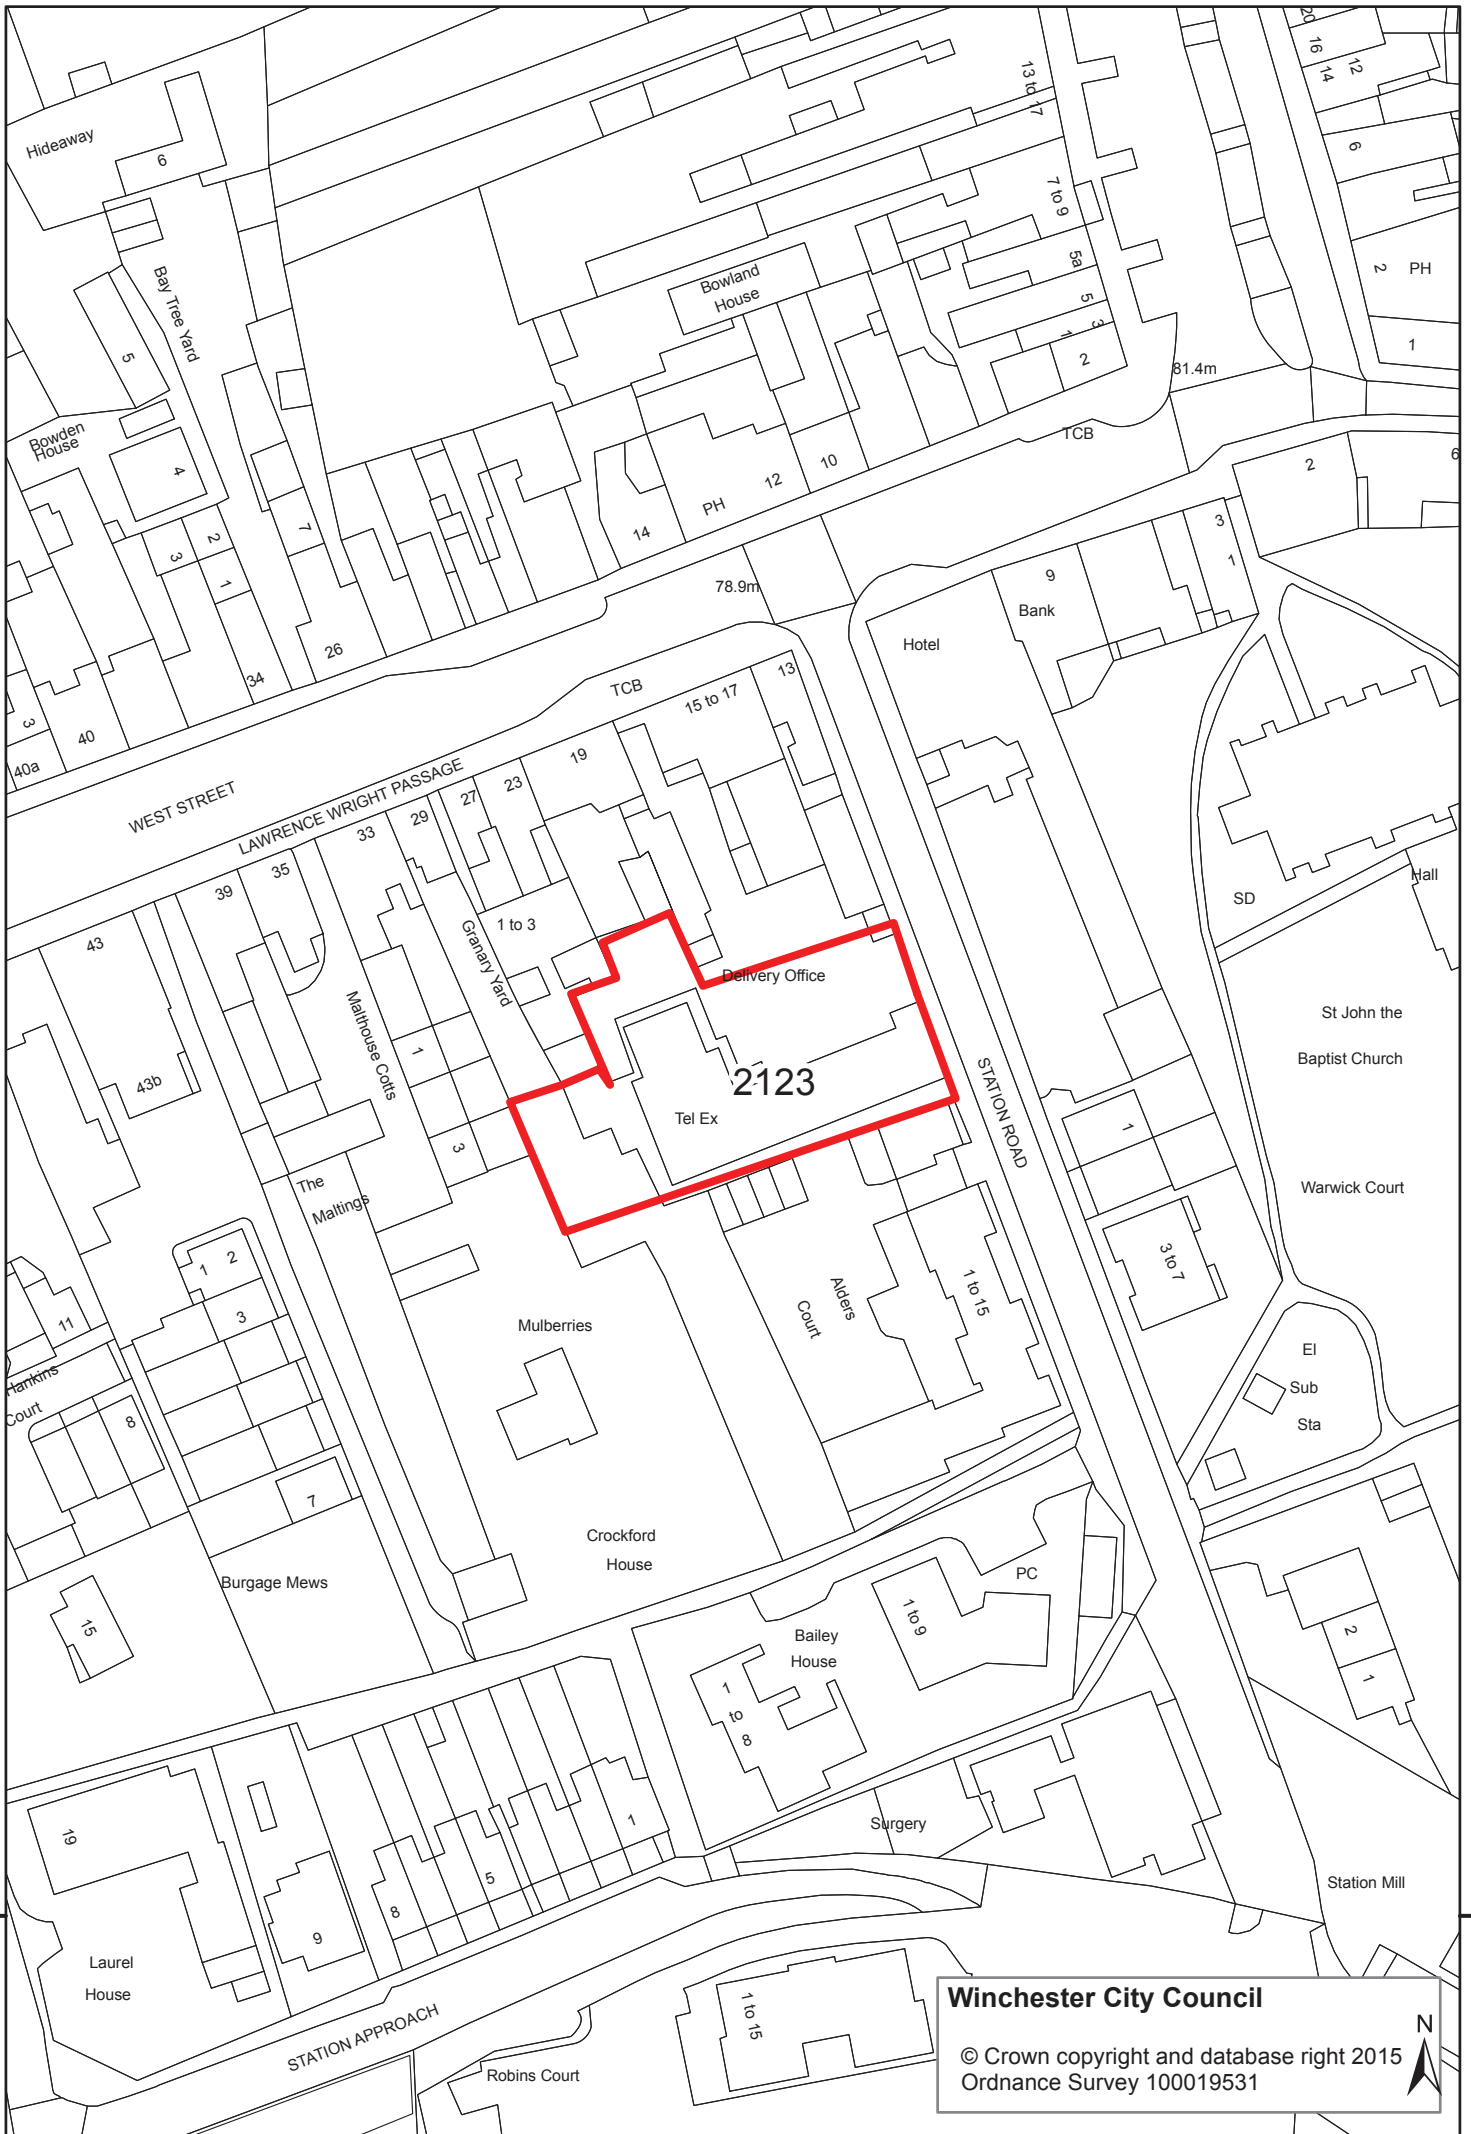 20
16
14
12
13 to 17
Hideaway
6
6
7 to 9
Bay Tree Yard
5a
2
PH
Bowland
House
5
3
1
2
1
5
81.4m
Bowden
House
TCB
4
10
12
PH
14
2
6
7
2
3
1
3
1
78.9m
9
Bank
Hotel
26
34
TCB
15 to 17
13
3
40
40a
19
23
27
29
33
WEST STREET
LAWRENCE WRIGHT PASSAGE
35
39
Hall
SD
43
1 to 3
Granary Yard
Delivery Office
Malthouse Cotts
St John the
Baptist Church
1
43b
2123
Tel Ex
STATION ROAD
1
3
The
Maltings
Warwick Court
1
2
3
3 to 7
Alders
Court
1 to 15
11
Mulberries
El
Sub
Sta
Hankins
Court
8
7
Crockford
House
Burgage Mews
PC
1 to 9
15
Bailey
House
2
1
1
to
8
19
1
Surgery
5
8
9
Station Mill
Laurel
House
STATION APPROACH
1 to 15
Robins Court
Winchester City Council
© Crown copyright and database right 2015
Ordnance Survey 100019531
N